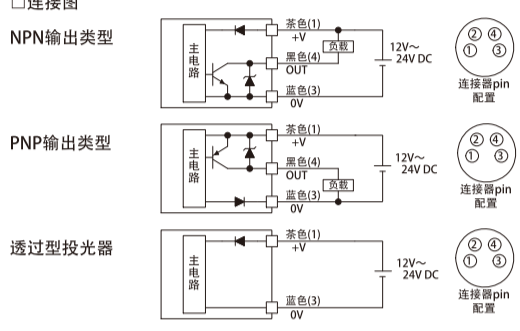 □连接图
NPN输出类型
主电路
茶色(1)
+V
负载
黑色(4)
OUT
蓝色(3)
0V
12V～
24V DC
② ④
① ③
连接器pin
配置
PNP输出类型
主电路
茶色(1)
+V
黑色(4)
OUT
负载
蓝色(3)
0V
12V～
24V DC
② ④
① ③
连接器pin
配置
透过型投光器
主电路
茶色(1)
+V
蓝色(3)
0V
12V～
24V DC
② ④
① ③
连接器pin
配置